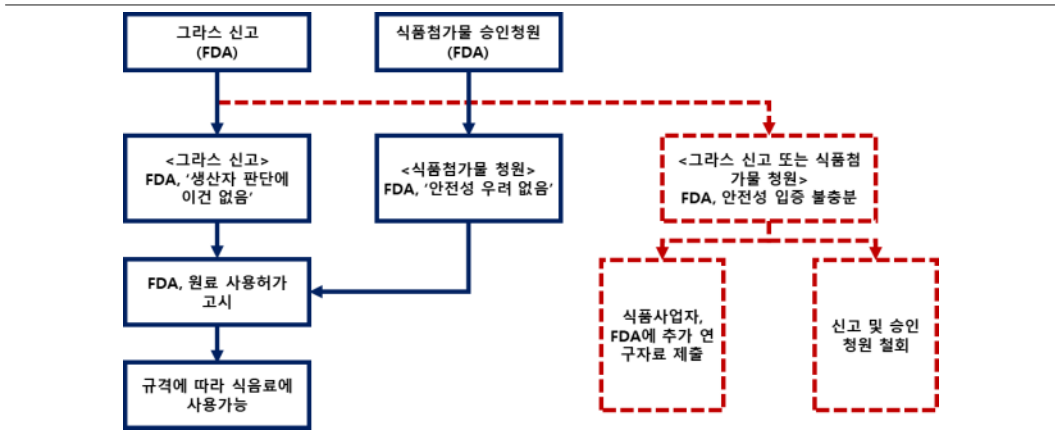 그라스 신고
(FDA)
식품첨가물 승인청원
(FDA)
<그라스 신고>
FDA, ‘생산자 판단에
이건 없음’
<식품첨가물 청원>
FDA, ‘안전성 우려 없음’
<그라스 신고 또는 식품첨
가물 청원>
FDA, 안전성 입증 불충분
FDA, 원료 사용허가
고시
식품사업자,
FDA에 추가 연
구자료 제출
신고 및 승인
청원 철회
규격에 따라 식음료에
사용가능